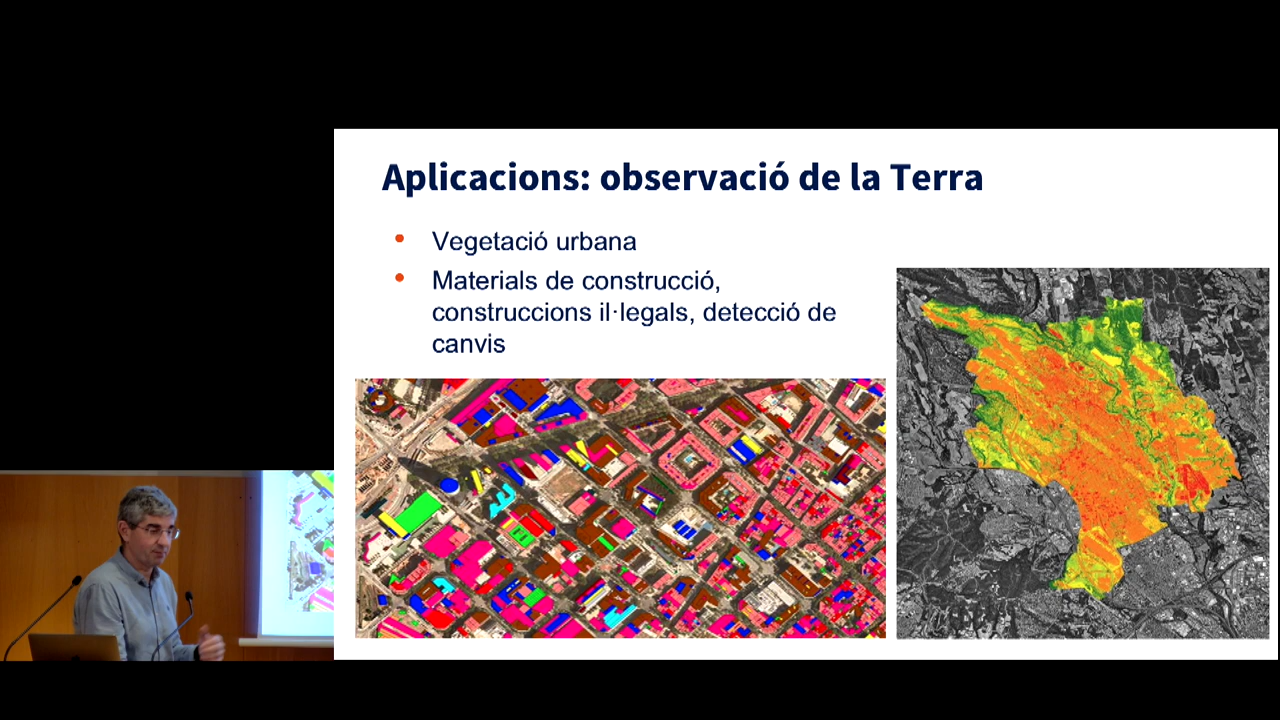 Aplicacions: observació de la Terra
• Vegetació urbana
• Materials de construcció,
construccions il·legals, detecció de
canvis